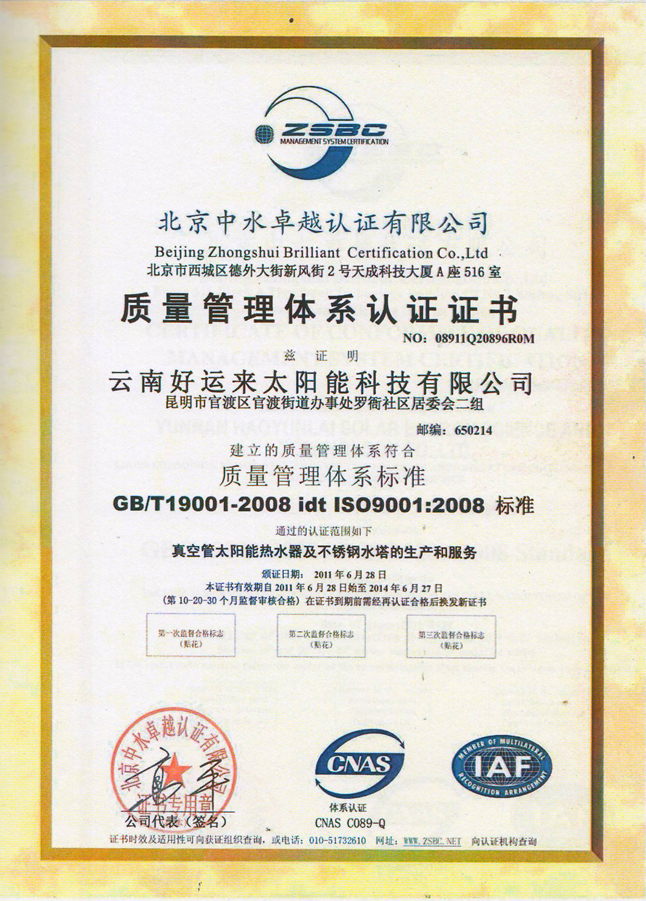 ZSBC
MANAGEMENT SYSTEM CERTIFICATION
北京中水卓越认证有限公司
Beijing Zhongshui Brilliant Certification Co.,Ltd
北京市西城区德外大街新风街2号天成科技大厦A座516室
质量管理体系认证证书
NO：08911Q20896R0M
兹证明
云南好运来太阳能科技有限公司
昆明市官渡区官渡街道办事处罗衙社区居委会二组
邮编：650214
建立的质量管理体系符合
质量管理体系标准
GB/T19001-2008 idt ISO9001:2008 标准
通过的认证范围如下
真空管太阳能热水器及不锈钢水塔的生产和服务
颁证日期： 2011年6月28日
本证书有效期自2011年6月28日始至2014年6月27日
(第10-20-30个月监督审核合格) 在证书到期前需经再认证合格后换发新证书
第一次监督合格标志
(贴花)
第二次监督合格标志
(贴花)
第三次监督合格标志
(贴花)
北京中水卓越认证有限公司
证书专用章
公司代表（签名）
CNAS
体系认证
CNAS C089-Q
MEMBER OF MULTILATERAL
IAF
RECOGNITION ARRANGEMENT
证书时效及适用性可向获证组织查询，或电话：010-51732610 网址：WWW.ZSBC.NET 向认证机构查询